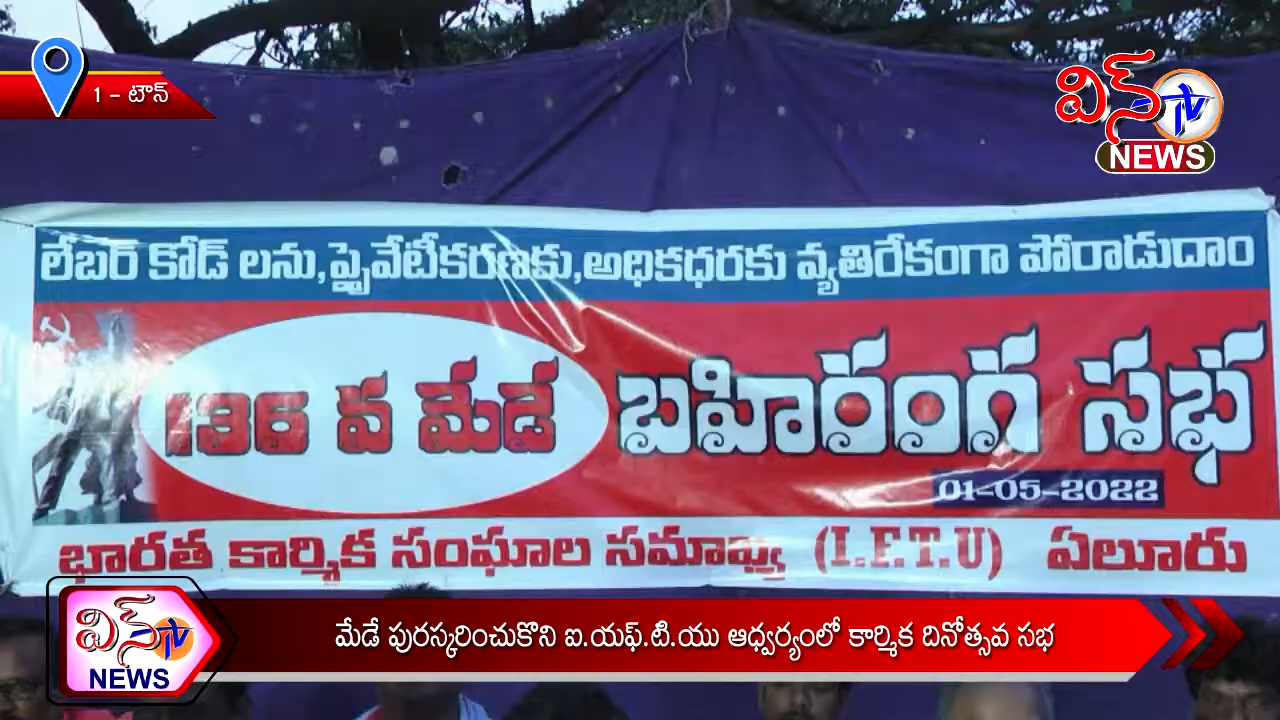 1 - టౌన్
విన్ TV
NEWS
లేబర్ కోడ్ లను,ప్రైవేటీకరణకు,అధికధరకు వ్యతిరేకంగా పోరాడుదాం
136 వ మేడే బహిరంగ సభ
01-05-2022
భారత కార్మిక సంఘాల సమాఖ్య (I.F.T.U) ఏలూరు
విన్ TV
NEWS
మేడే పురస్కరించుకొని ఐ.యఫ్.టి.యు ఆధ్వర్యంలో కార్మిక దినోత్సవ సభ